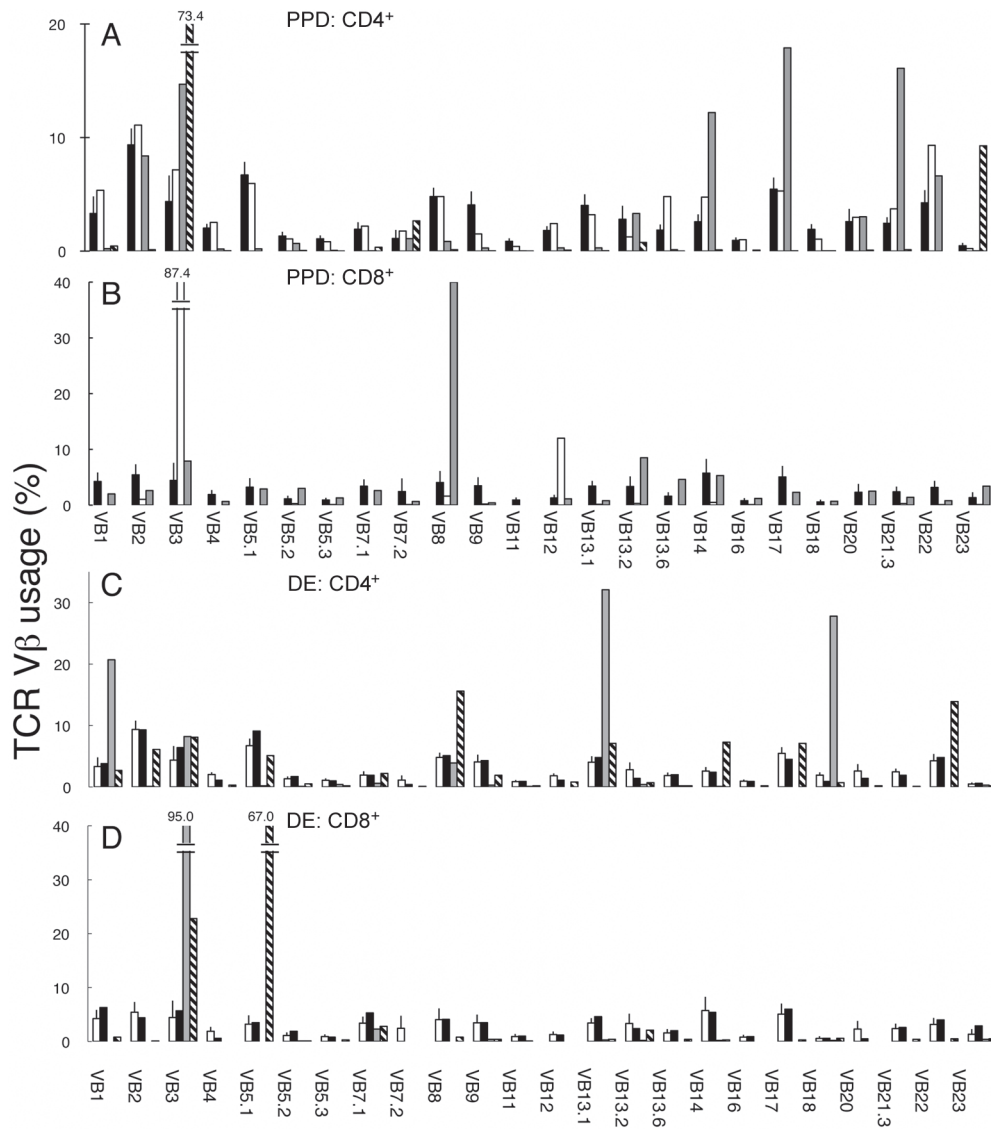 73.4
20
A
PPD: CD4+
10
0
87.4
40
B
PPD: CD8+
30
20
10
0
VB1 VB2 VB3 VB4 VB5.1 VB5.2 VB5.3 VB7.1 VB7.2 VB8 VB9 VB11 VB12 VB13.1 VB13.2 VB13.6 VB14 VB16 VB17 VB18 VB20 VB21.3 VB22 VB23
TCR Vβ usage (%)
C
DE: CD4+
30
20
10
0
95.0
67.0
40
D
DE: CD8+
30
20
10
0
VB1 VB2 VB3 VB4 VB5.1 VB5.2 VB5.3 VB7.1 VB7.2 VB8 VB9 VB11 VB12 VB13.1 VB13.2 VB13.6 VB14 VB16 VB17 VB18 VB20 VB21.3 VB22 VB23